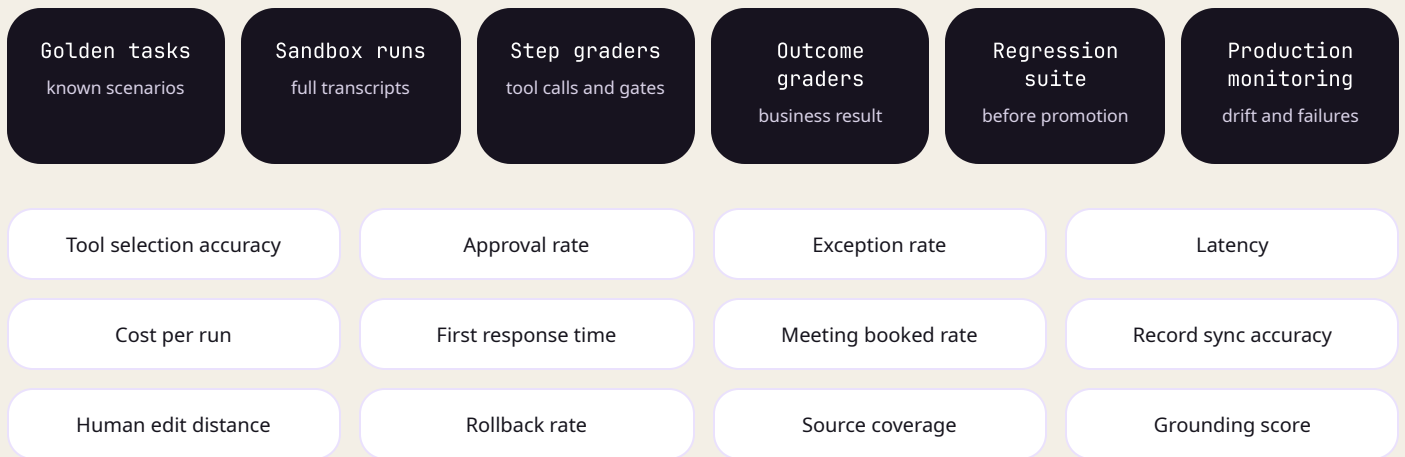 Golden tasks
known scenarios
Sandbox runs
full transcripts
Step graders
tool calls and gates
Outcome
graders
business result
Regression
suite
before promotion
Production
monitoring
drift and failures
Tool selection accuracy
Approval rate
Exception rate
Latency
Cost per run
First response time
Meeting booked rate
Record sync accuracy
Human edit distance
Rollback rate
Source coverage
Grounding score